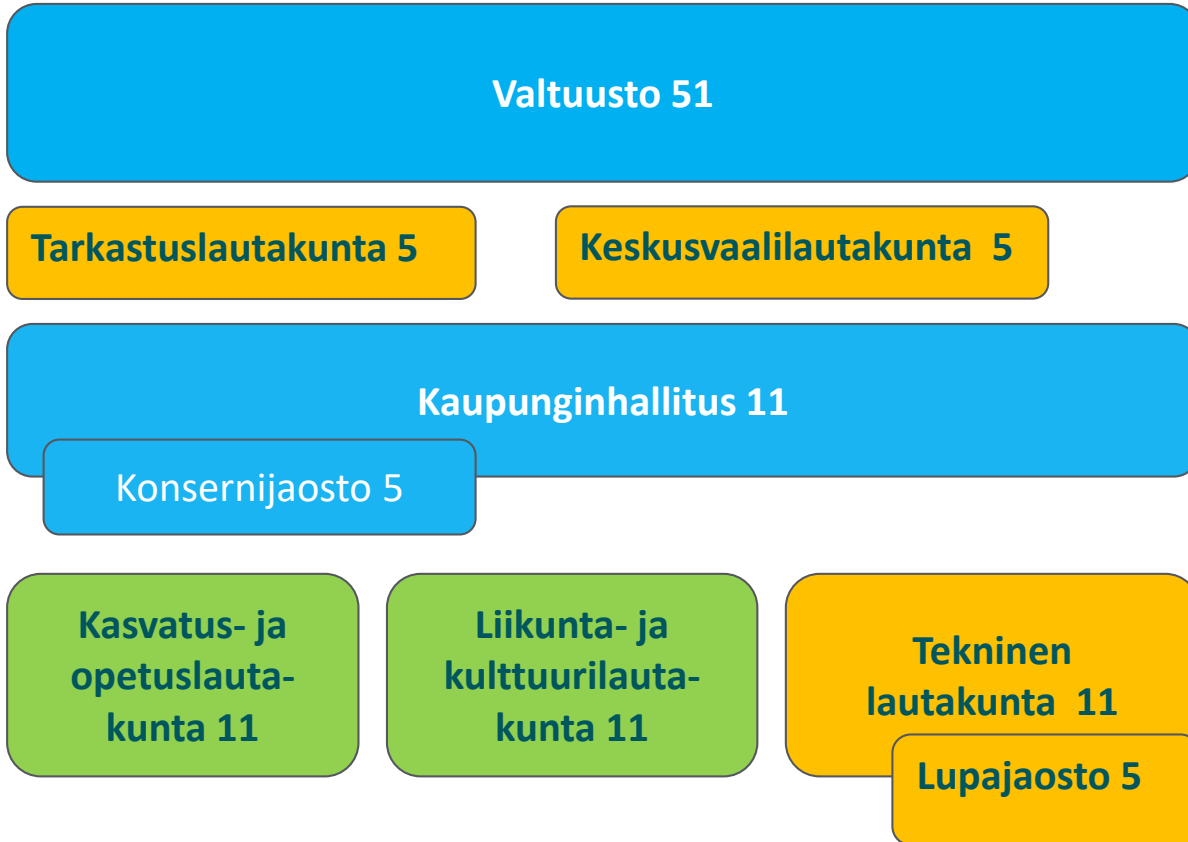 Valtuusto 51
Tarkastuslautakunta 5
Keskusvaalilautakunta  5
Kaupunginhallitus 11
Konsernijaosto 5
Kasvatus- ja
opetuslauta-
kunta 11
Liikunta- ja
kulttuurilauta-
kunta 11
Tekninen
lautakunta  11
Lupajaosto 5